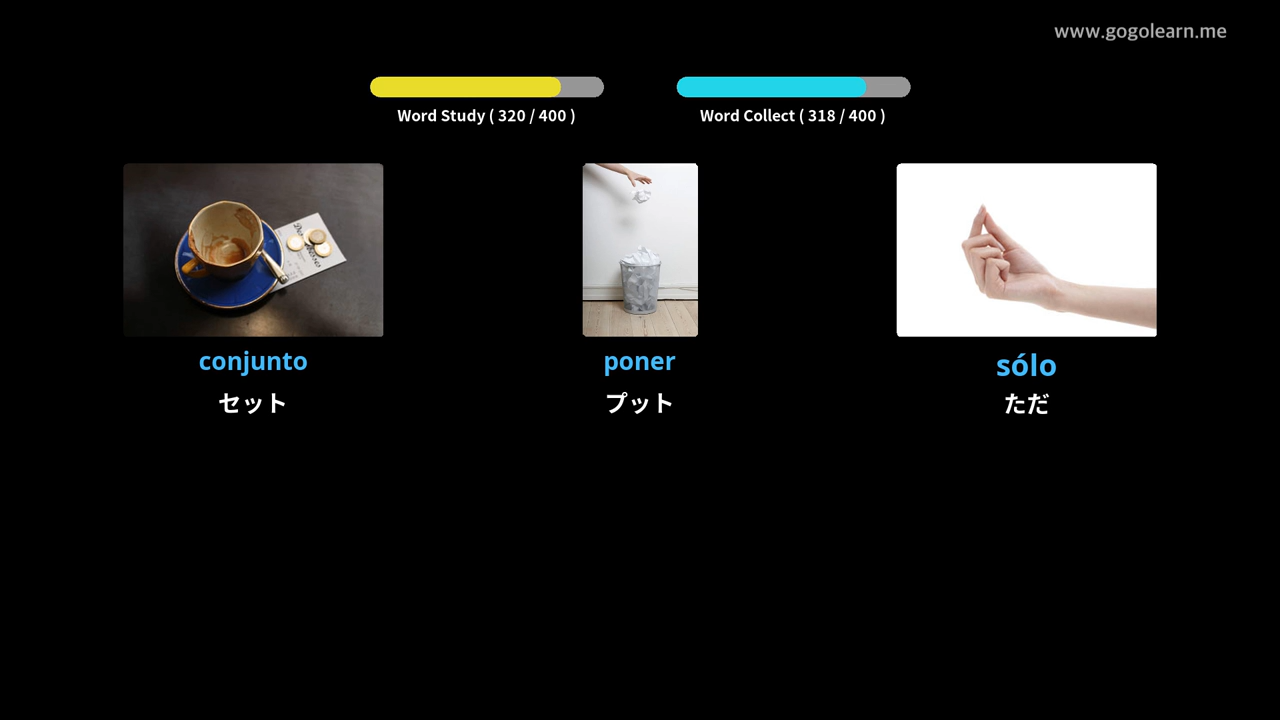 www.gogolearn.me
Word Study ( 320 / 400 )
Word Collect ( 318 / 400 )
conjunto
poner
sólo
セット
プット
ただ